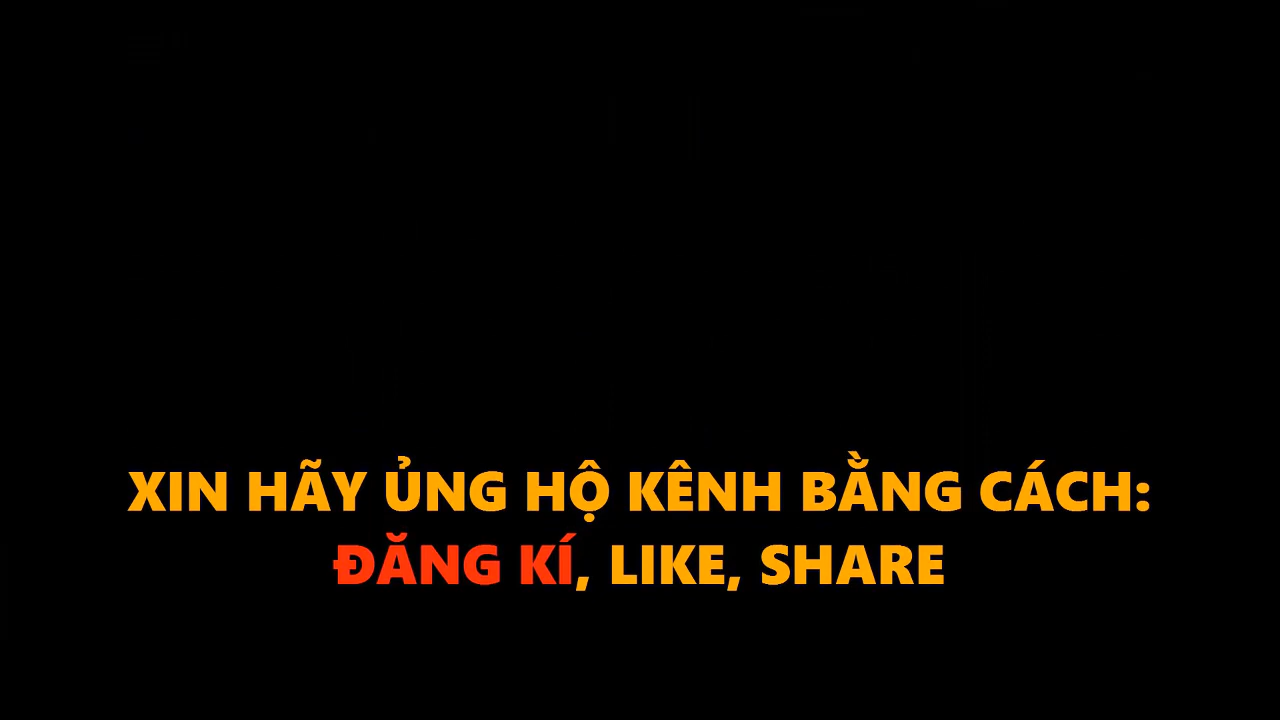 XIN HÃY ỦNG HỘ KÊNH BẰNG CÁCH:
ĐĂNG KÍ, LIKE, SHARE